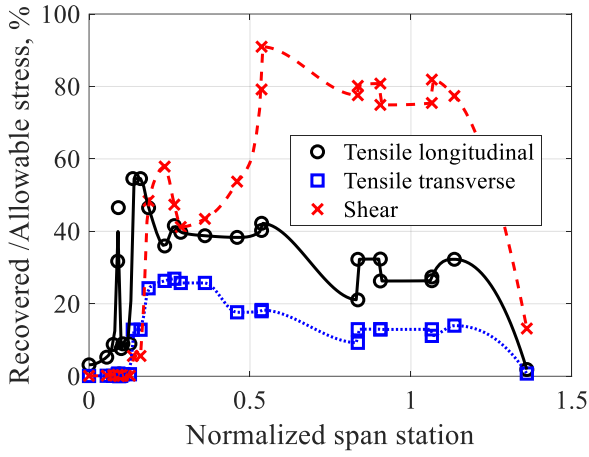 Recovered /Allowable stress, %
100
80
60
40
20
0
Tensile longitudinal
Tensile transverse
Shear
0
0.5
1
1.5
Normalized span station